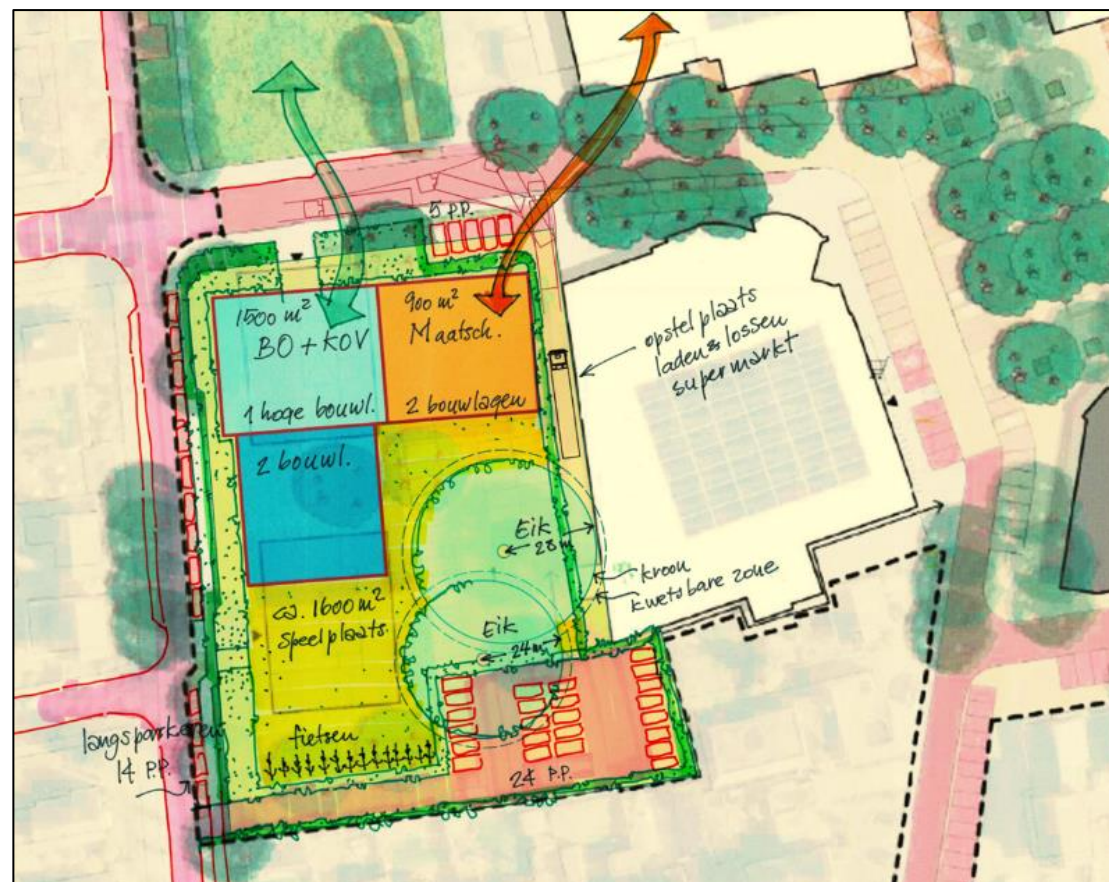 5 P.P.
1500 m²
BO + KOV
1 hoge bouwl.
900 m²
Maatsch.
2 bouwlagen
opstelplaats
laden & lossen
supermarkt
2 bouwl.
Eik
28 m
kroon
kwetsbare zone
ca. 1600 m²
speelplaats.
Eik
24 m
langsparkeren
14 P.P.
fietsen
24 P.P.